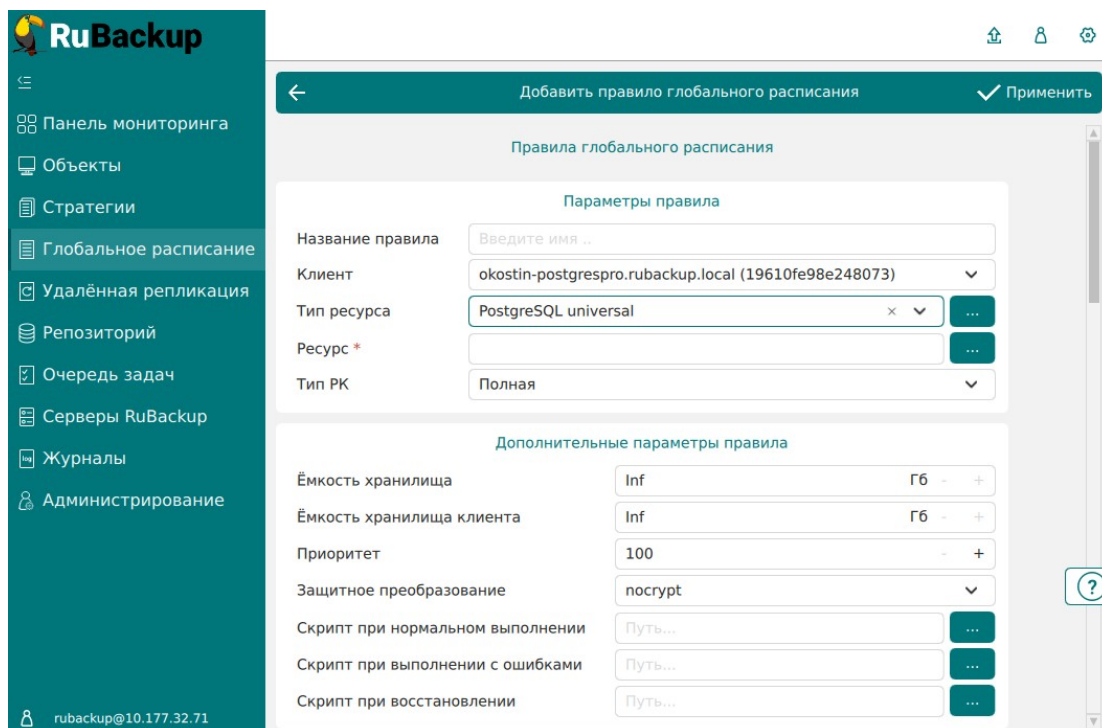 RuBackup
Панель мониторинга
Объекты
Стратегии
Глобальное расписание
Удалённая репликация
Репозиторий
Очередь задач
Серверы RuBackup
Журналы
Администрирование
rubackup@10.177.32.71
Добавить правило глобального расписания
Применить
Правила глобального расписания
Параметры правила
Название правила Введите имя ..
Клиент okostin-postgrespro.rubackup.local (19610fe98e248073)
Тип ресурса PostgreSQL universal × ...
Ресурс * ...
Тип РК Полная
Дополнительные параметры правила
Ёмкость хранилища Inf Гб - +
Ёмкость хранилища клиента Inf Гб - +
Приоритет 100 - +
Защитное преобразование nocrypt
Скрипт при нормальном выполнении Путь... ...
Скрипт при выполнении с ошибками Путь... ...
Скрипт при восстановлении Путь... ...
?